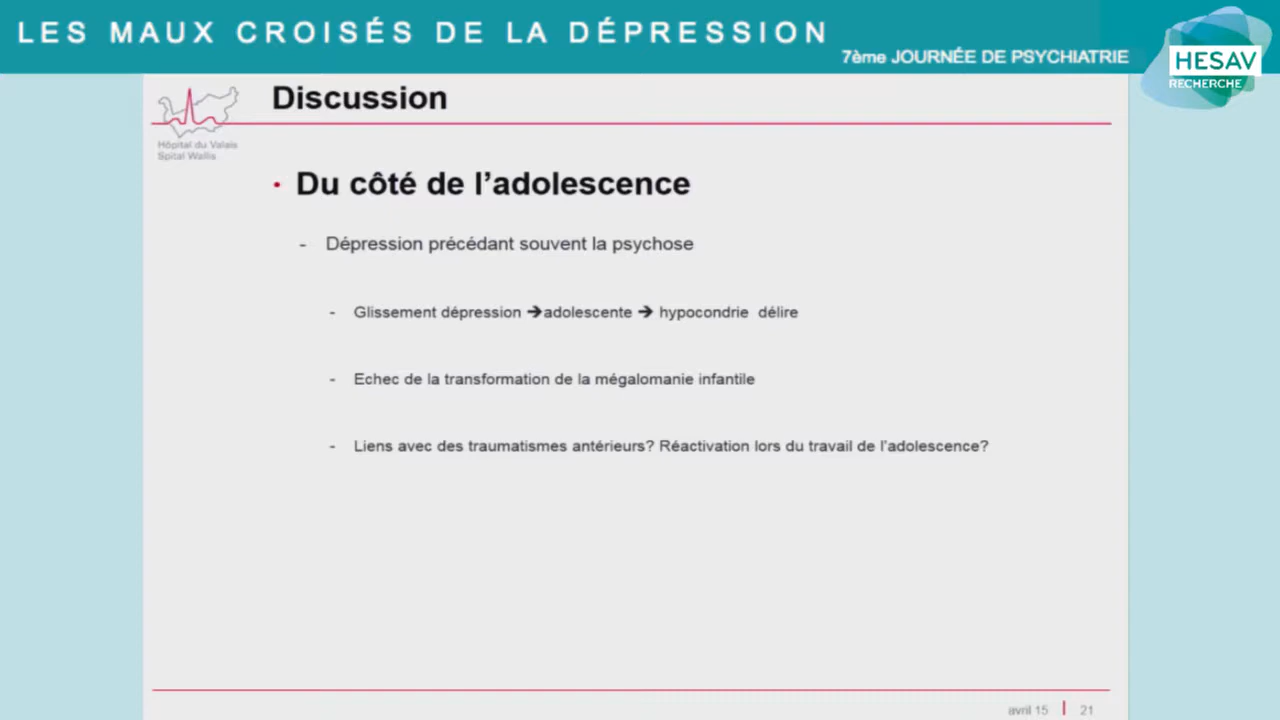 LES MAUX CROISÉS DE LA DÉPRESSION
7ème JOURNÉE DE PSYCHIATRIE
HESAV
RECHERCHE
Hôpital du Valais
Spital Wallis
Discussion
• Du côté de l'adolescence
- Dépression précédant souvent la psychose
- Glissement dépression ➔adolescente ➔ hypocondrie délire
- Echec de la transformation de la mégalomanie infantile
- Liens avec des traumatismes antérieurs? Réactivation lors du travail de l'adolescence?
avril 15 | 21